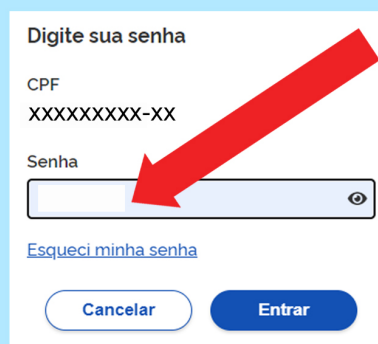 Digite sua senha
CPF
XXXXXXXXX-XX
Senha
Esqueci minha senha
Cancelar Entrar